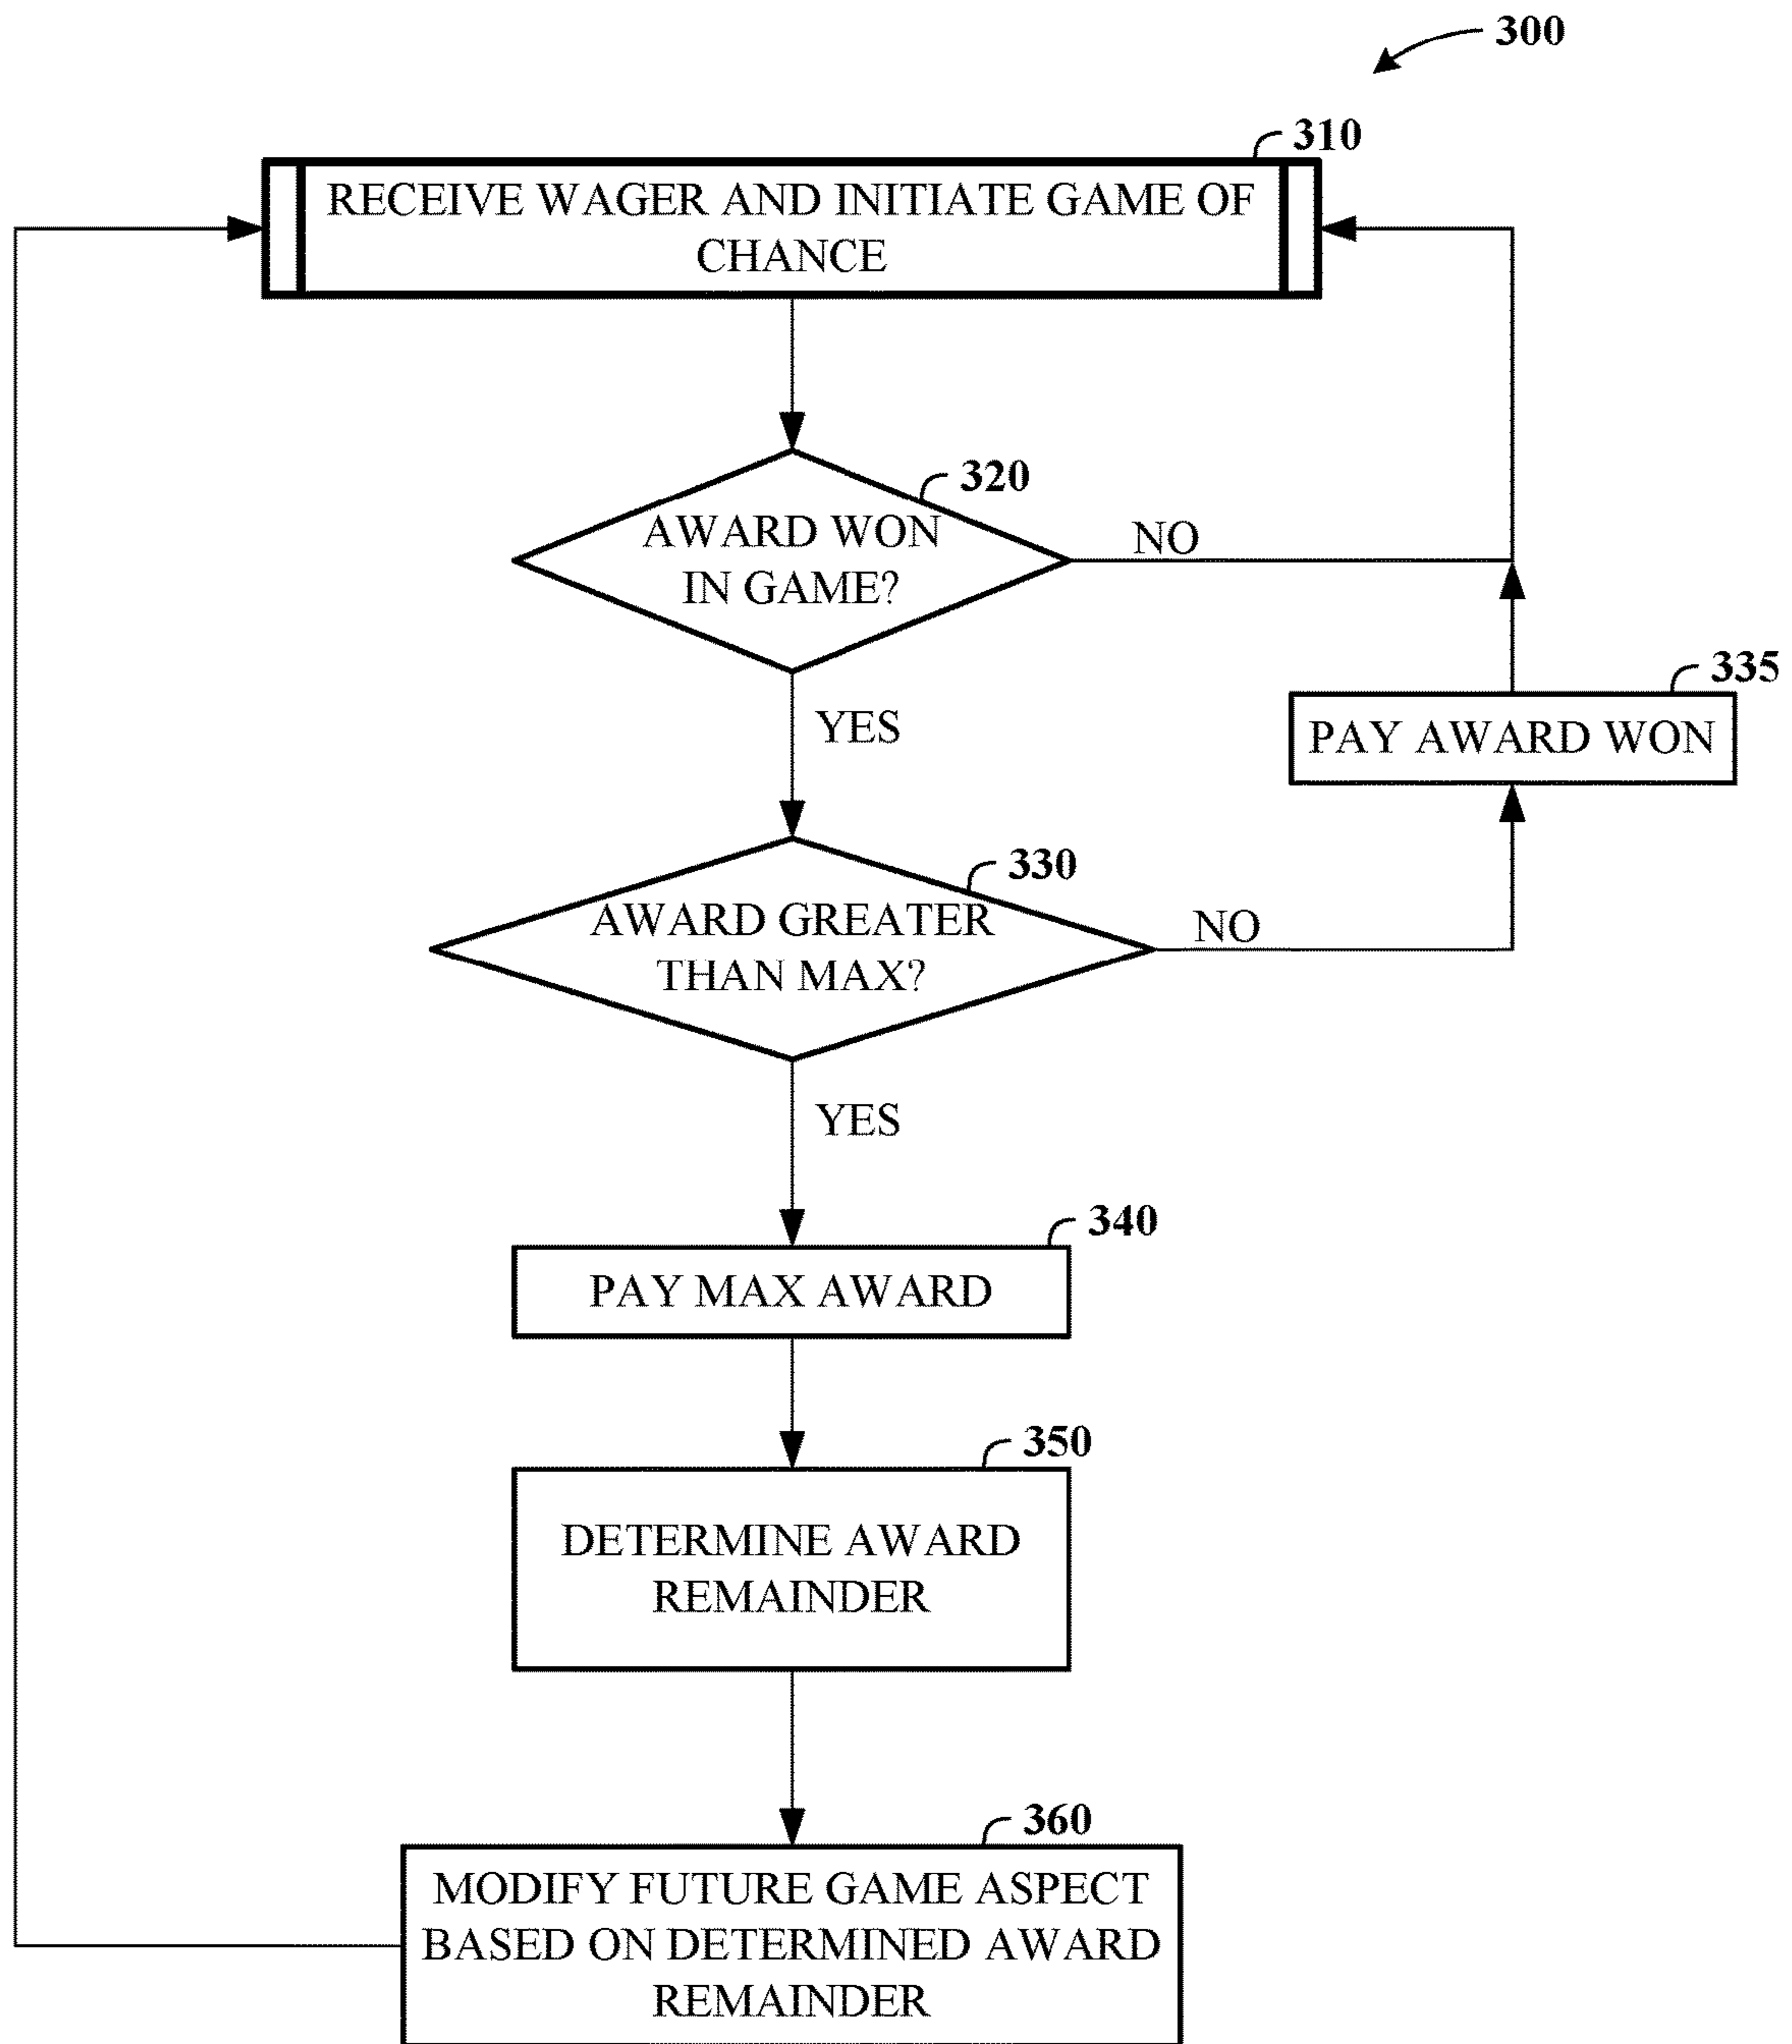 300
310
RECEIVE WAGER AND INITIATE GAME OF
CHANCE
320
AWARD WON
IN GAME?
NO
335
PAY AWARD WON
YES
330
AWARD GREATER
THAN MAX?
NO
YES
340
PAY MAX AWARD
350
DETERMINE AWARD
REMAINDER
360
MODIFY FUTURE GAME ASPECT
BASED ON DETERMINED AWARD
REMAINDER